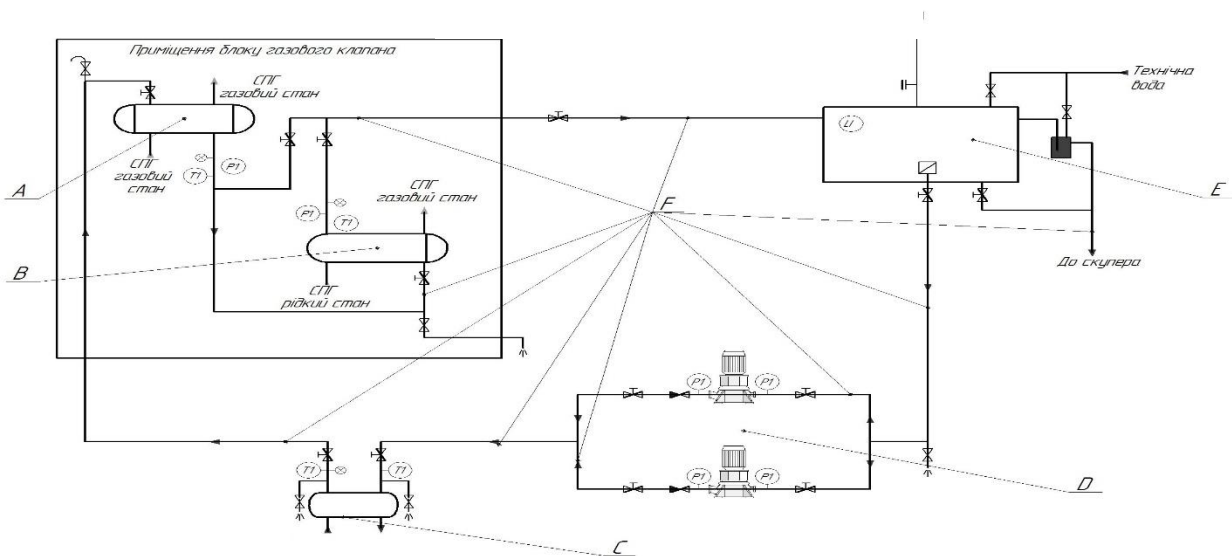 Приміщення блоку газового клапана
СПГ
газовий стан
A
СПГ
газовий стан
P1
T1
СПГ
газовий стан
P1
T1
B
СПГ
рідкий стан
F
LI
Технічна
вода
E
До скупера
P1
P1
P1
P1
D
T1
T1
C